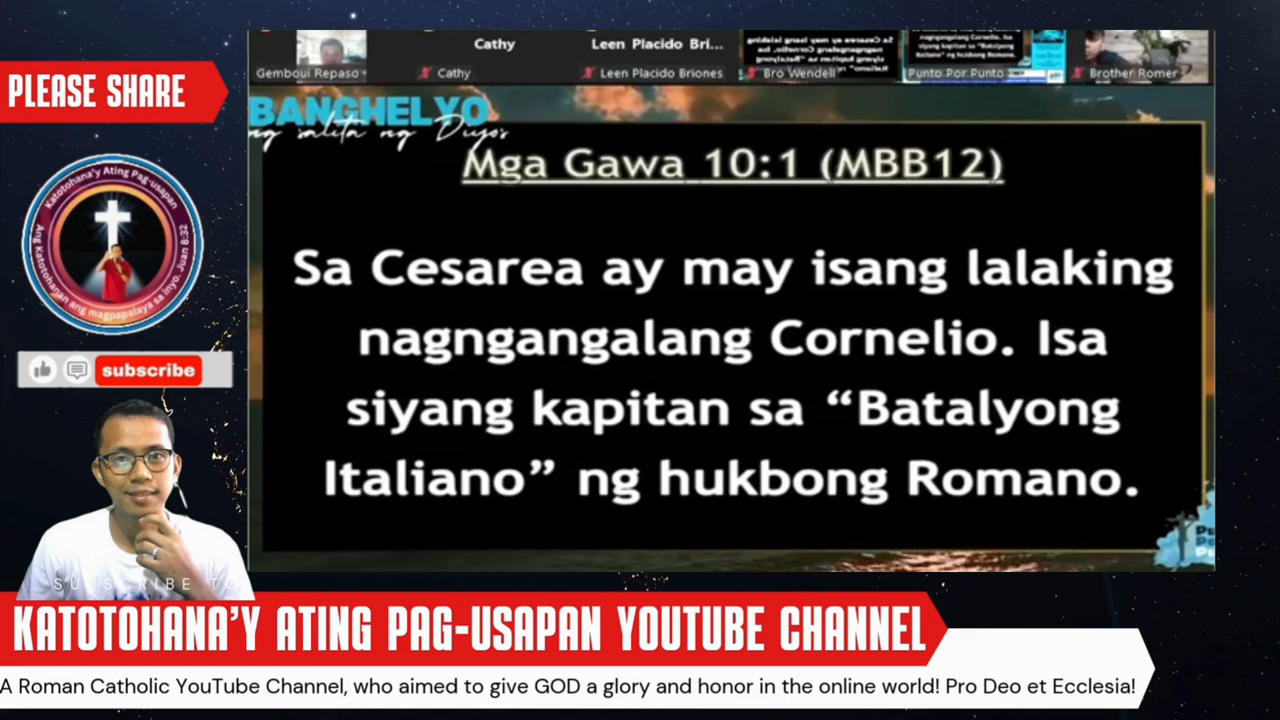 PLEASE SHARE
Katotohana'y Ating Pag-usapan
Ang Katotohanan ang magpapalaya sa inyo. Juan 8:32
subscribe
SUBSCRIBE TO
Cathy
Leen Placido Bri...
Gemboui Repaso
Cathy
Leen Placido Briones
Bro Wendell
Punto Por Punto
Brother Romer
BANGHELYO
ng salita ng Diyos
Mga Gawa 10:1 (MBB12)
Sa Cesarea ay may isang lalaking
nagngangalang Cornelio. Isa
siyang kapitan sa “Batalyong
Italiano” ng hukbong Romano.
KATOTOHANA'Y ATING PAG-USAPAN YOUTUBE CHANNEL
A Roman Catholic YouTube Channel, who aimed to give GOD a glory and honor in the online world! Pro Deo et Ecclesia!